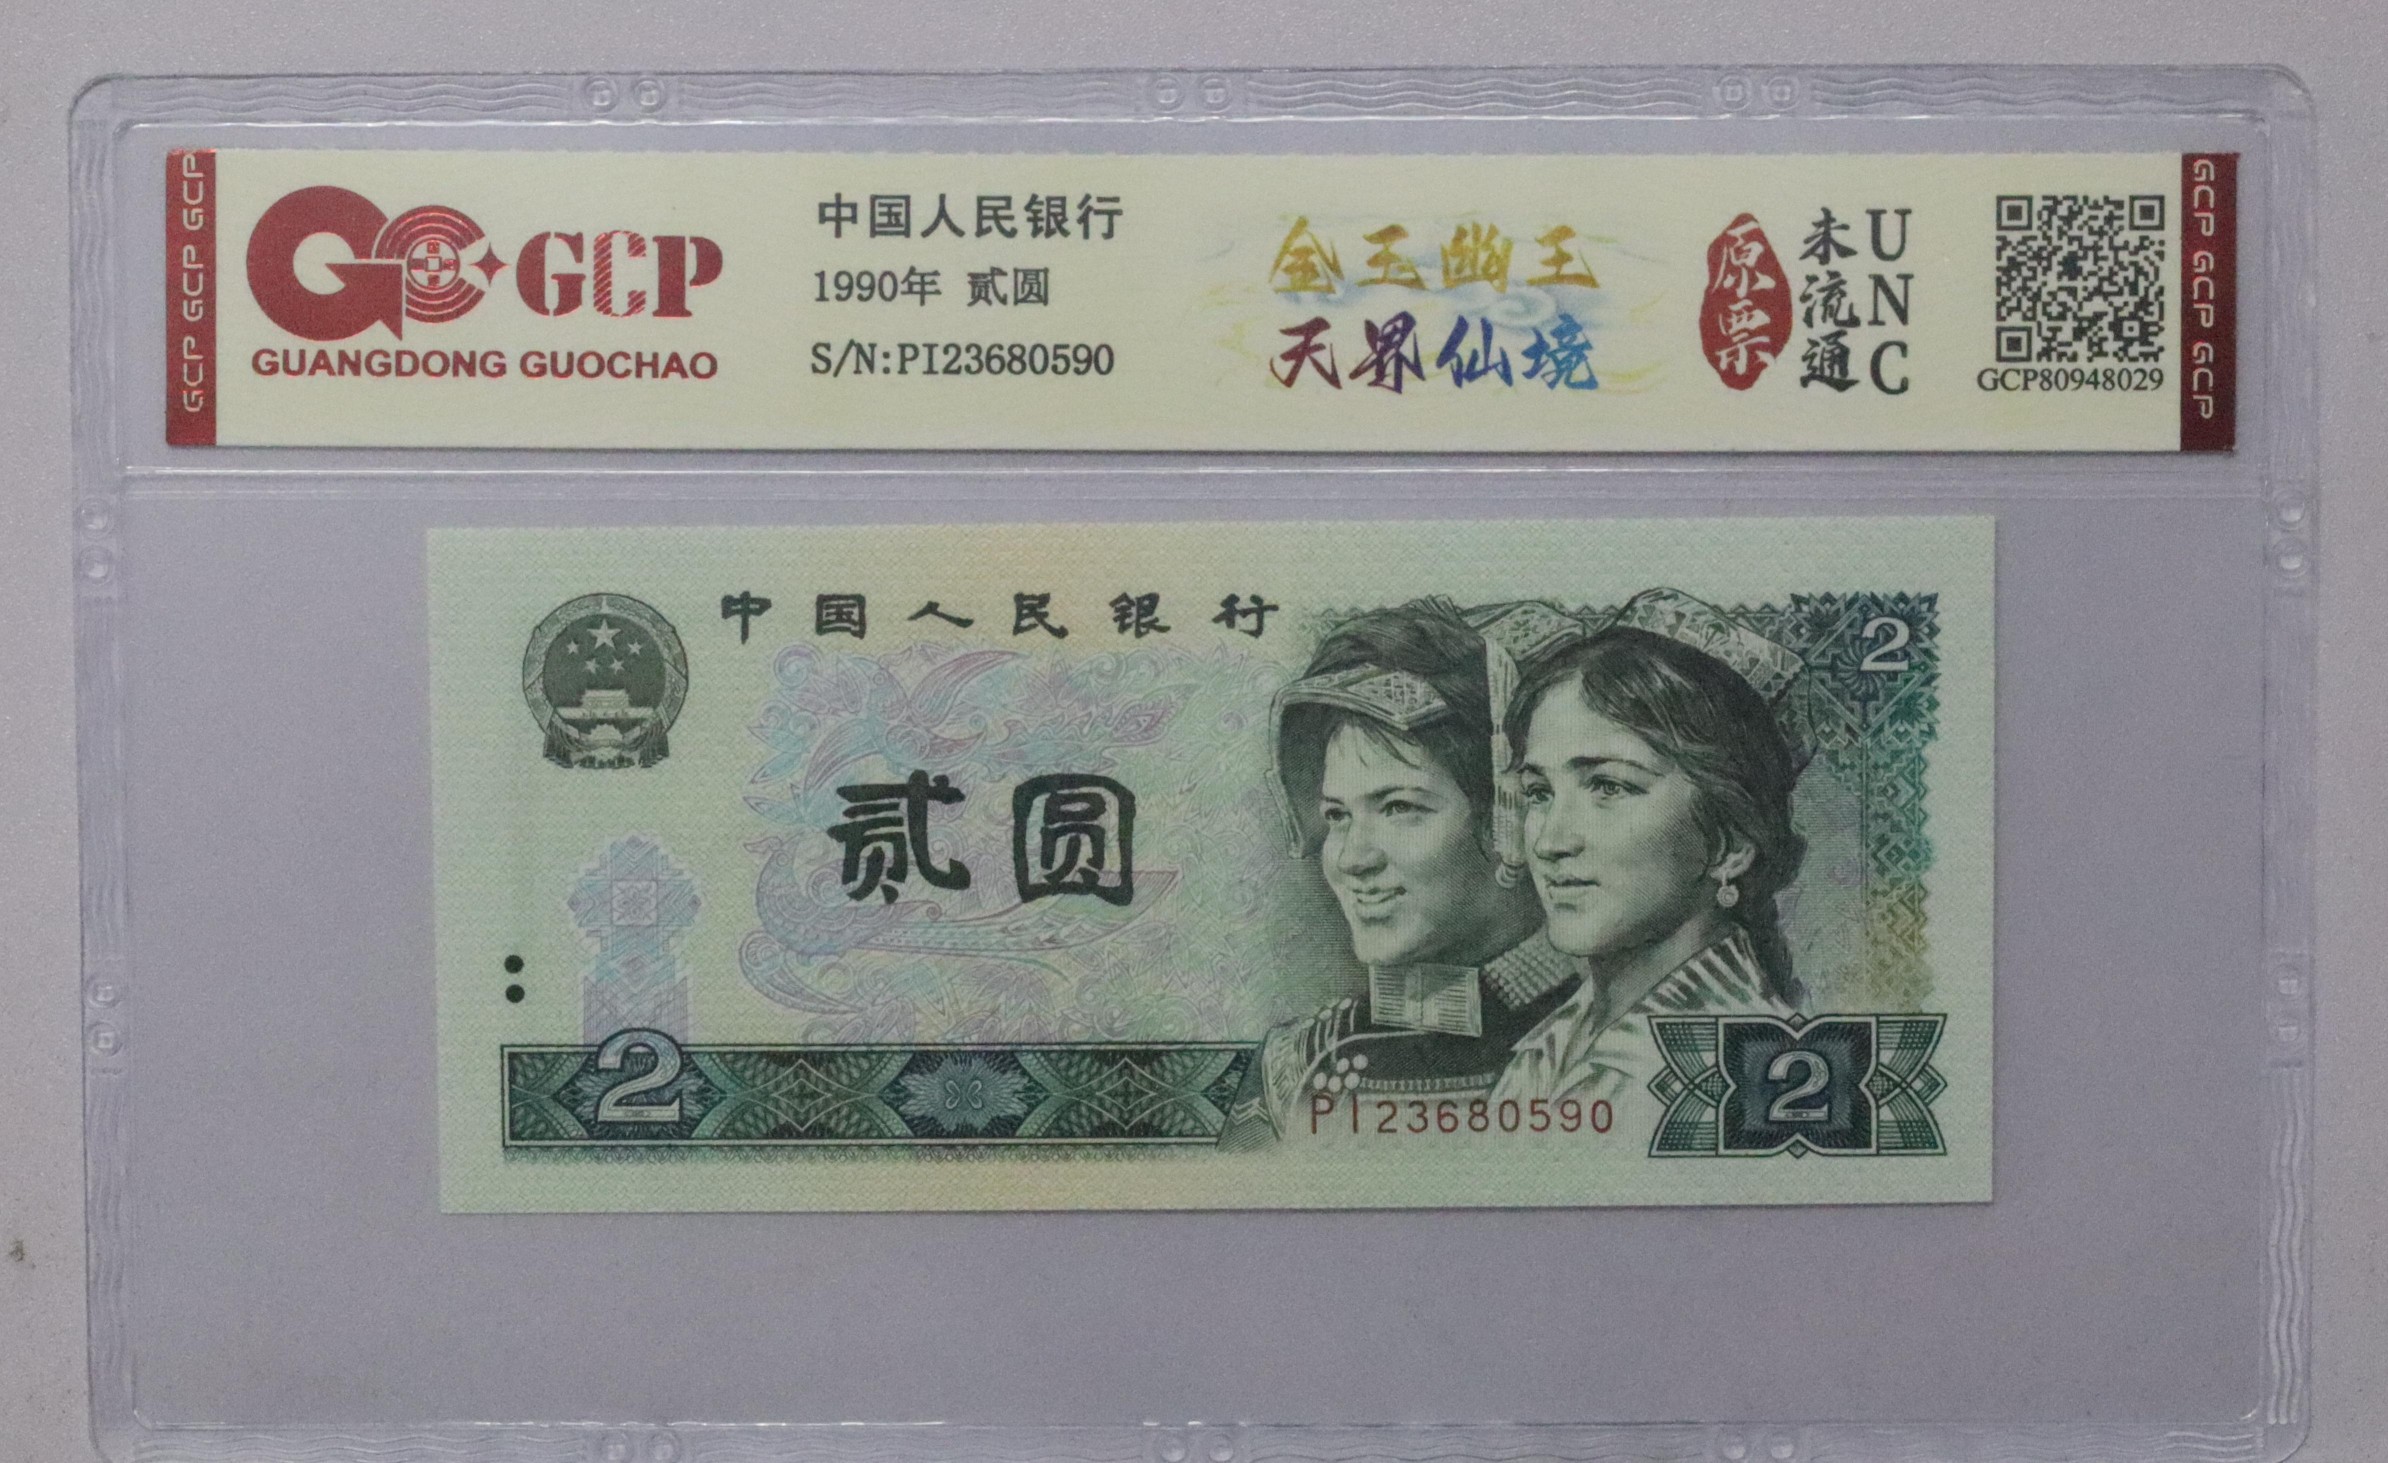 GCP GCP GCP
GCP
GUANGDONG GUOCHAO
中国人民银行
1990年 贰圆
S/N:PI23680590
金玉幽王
天界仙境
原票
未流通
UNC
GCP80948029
GCP GCP GCP
中国人民银行
2
贰圆
2
PI23680590
2